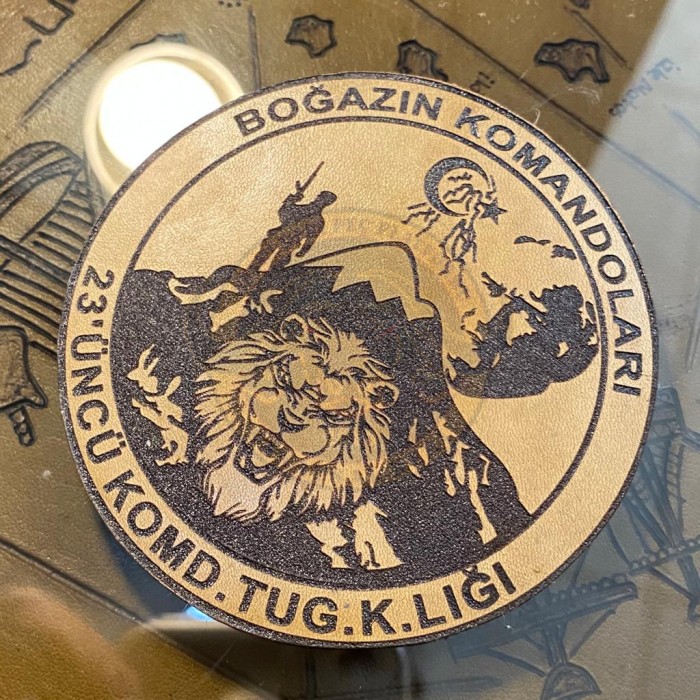 BOĞAZIN KOMANDOLARI
23'ÜNCÜ KOMD.TUG.K.LIĞI